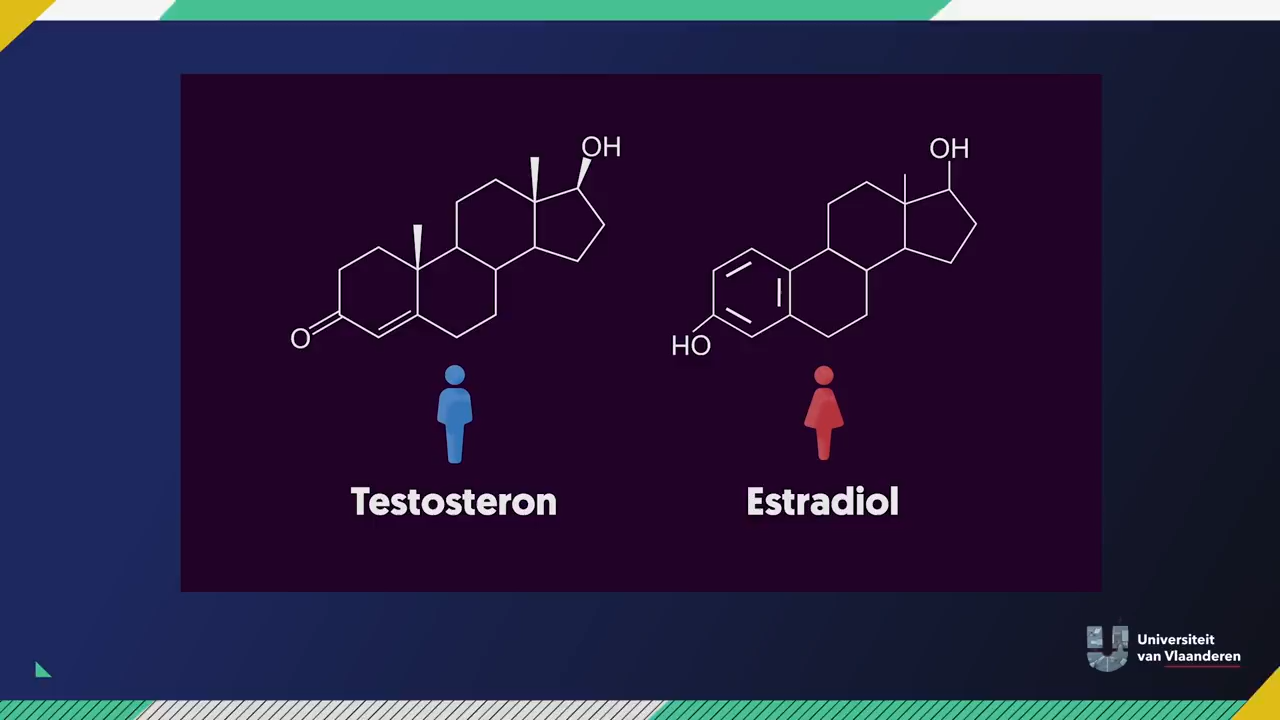 OH
OH
O
HO
Testosteron
Estradiol
Universiteit
van Vlaanderen